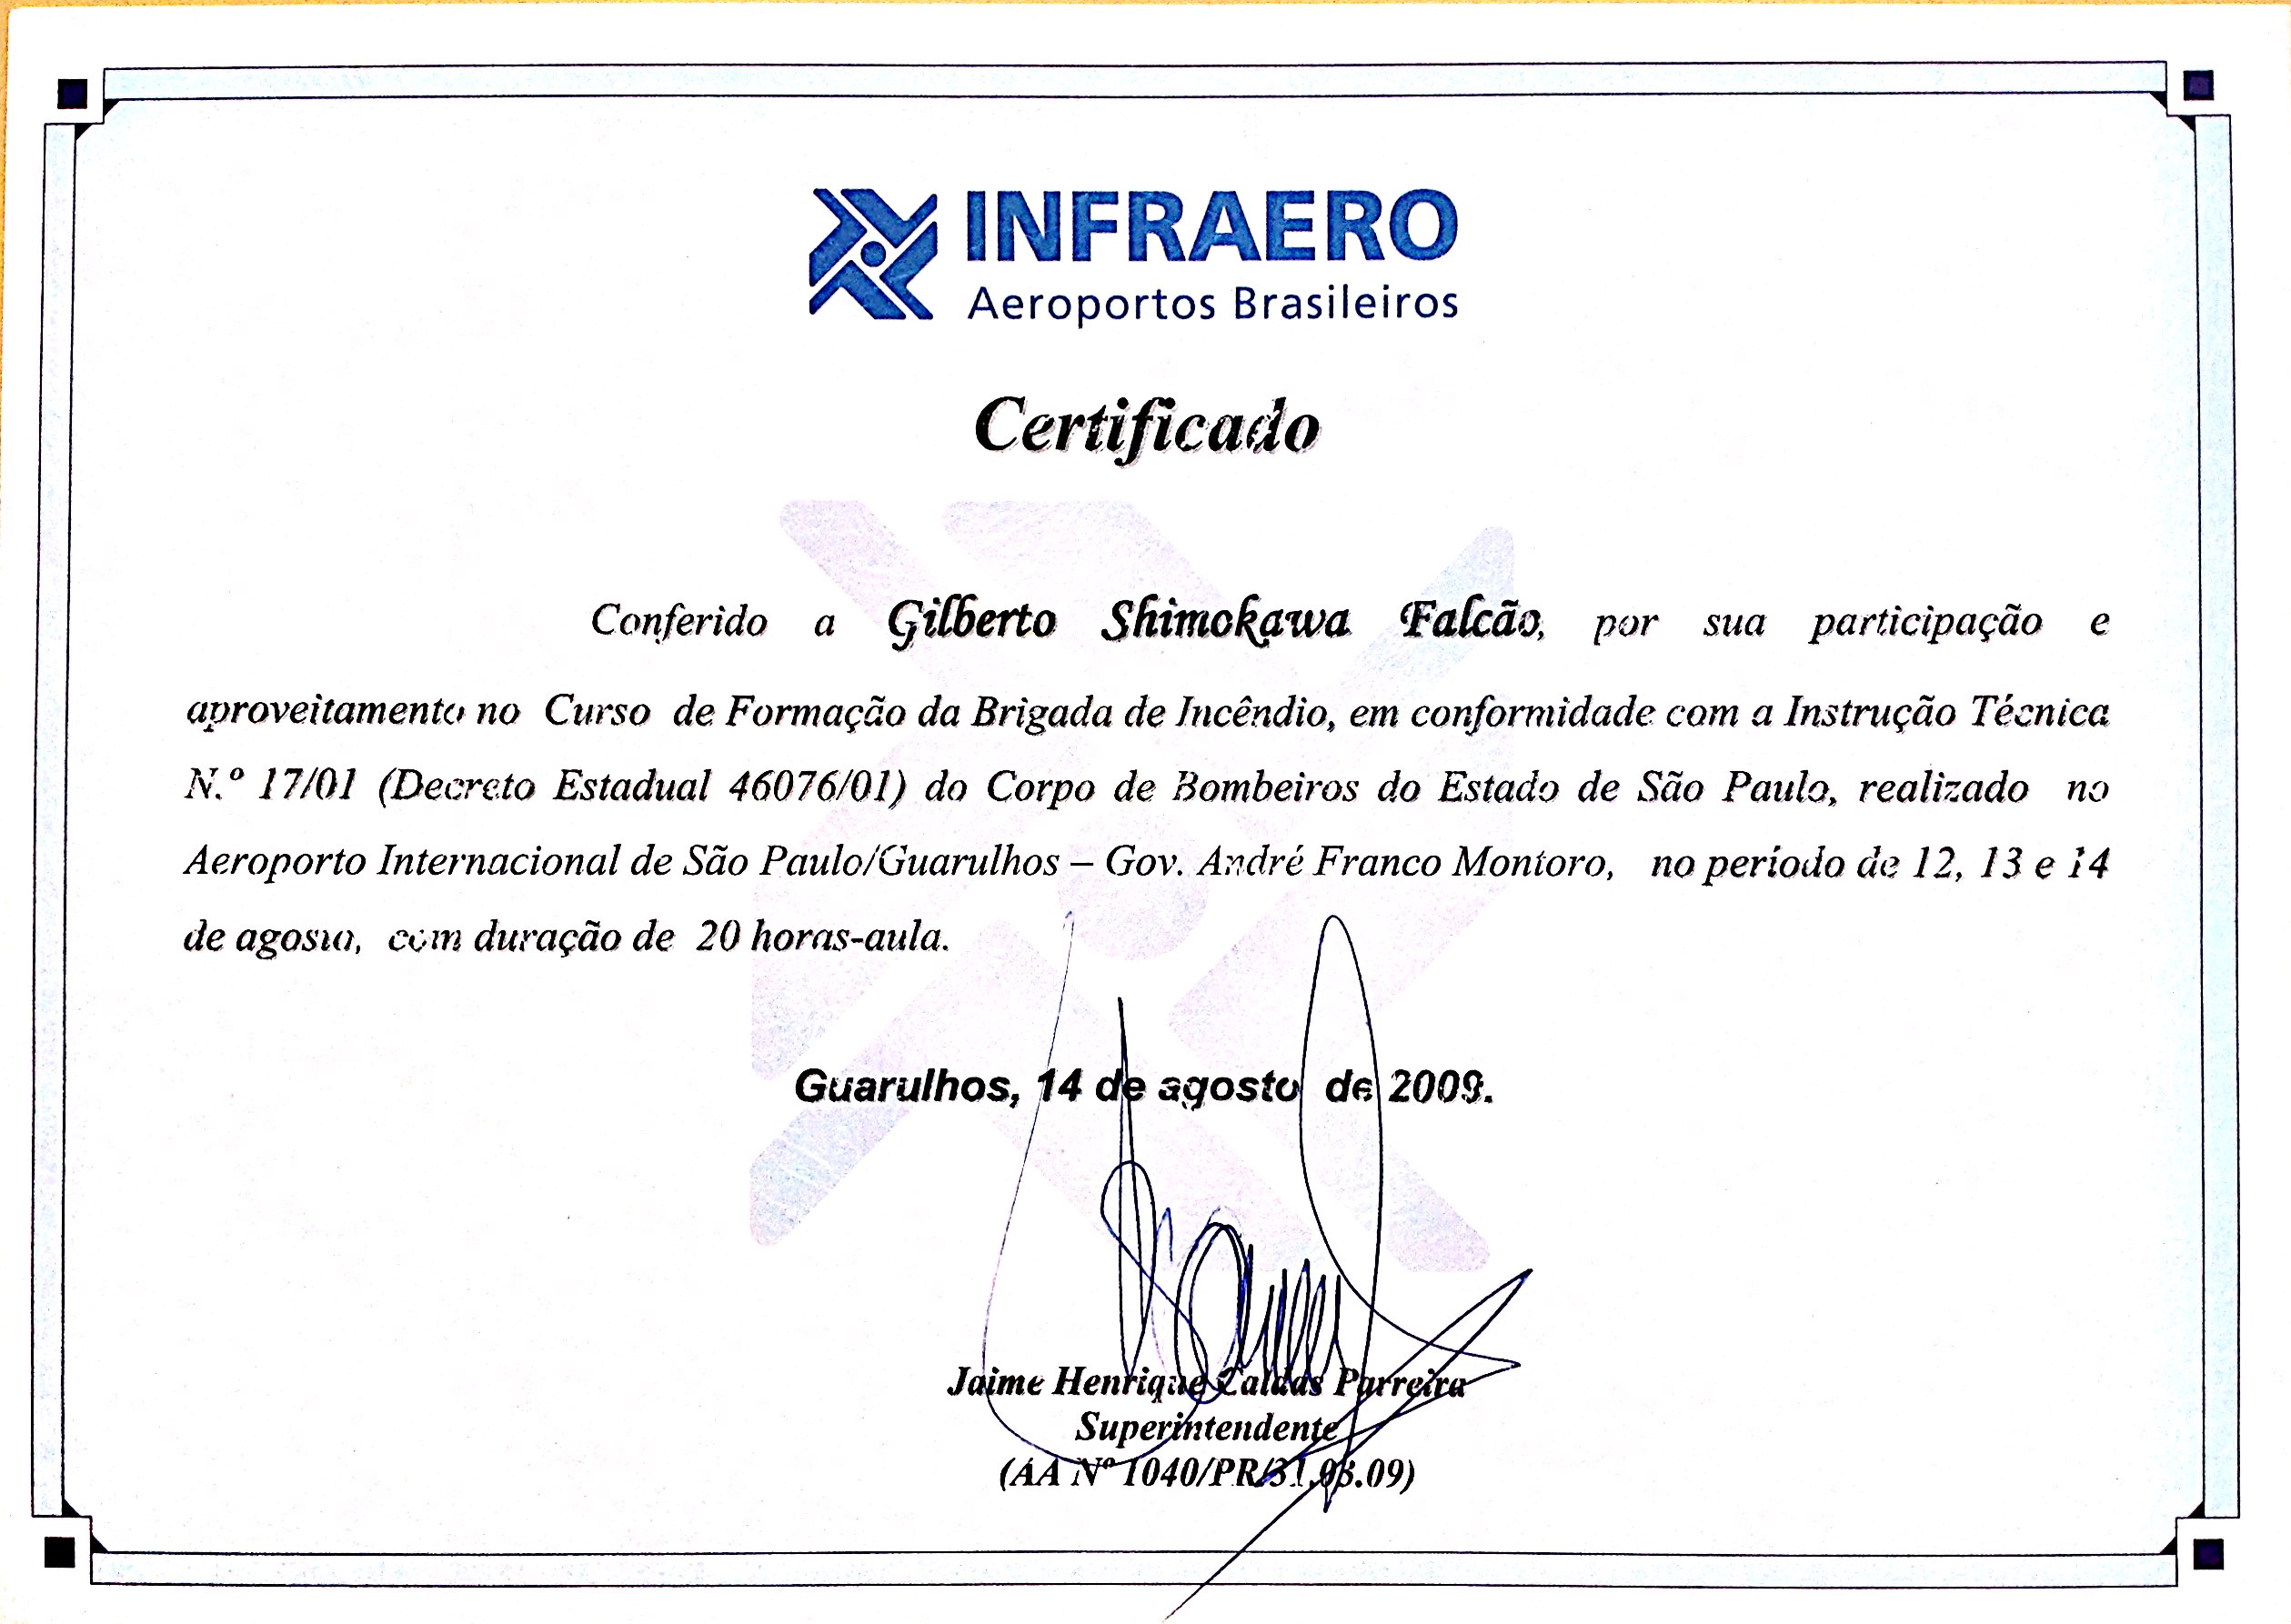 INFRAERO
Aeroportos Brasileiros
Certificado
Conferido a Gilberto Shimokawa Falcão, por sua participação e
aproveitamento no Curso de Formação da Brigada de Incêndio, em conformidade com a Instrução Técnica
N.º 17/01 (Decreto Estadual 46076/01) do Corpo de Bombeiros do Estado de São Paulo, realizado no
Aeroporto Internacional de São Paulo/Guarulhos – Gov. André Franco Montoro, no período de 12, 13 e 14
de agosto, com duração de 20 horas-aula.
Guarulhos, 14 de agosto de 2009.
Jaime Henrique Caldas Parreira
Superintendente
(AA Nº 1040/PR/31.03.09)